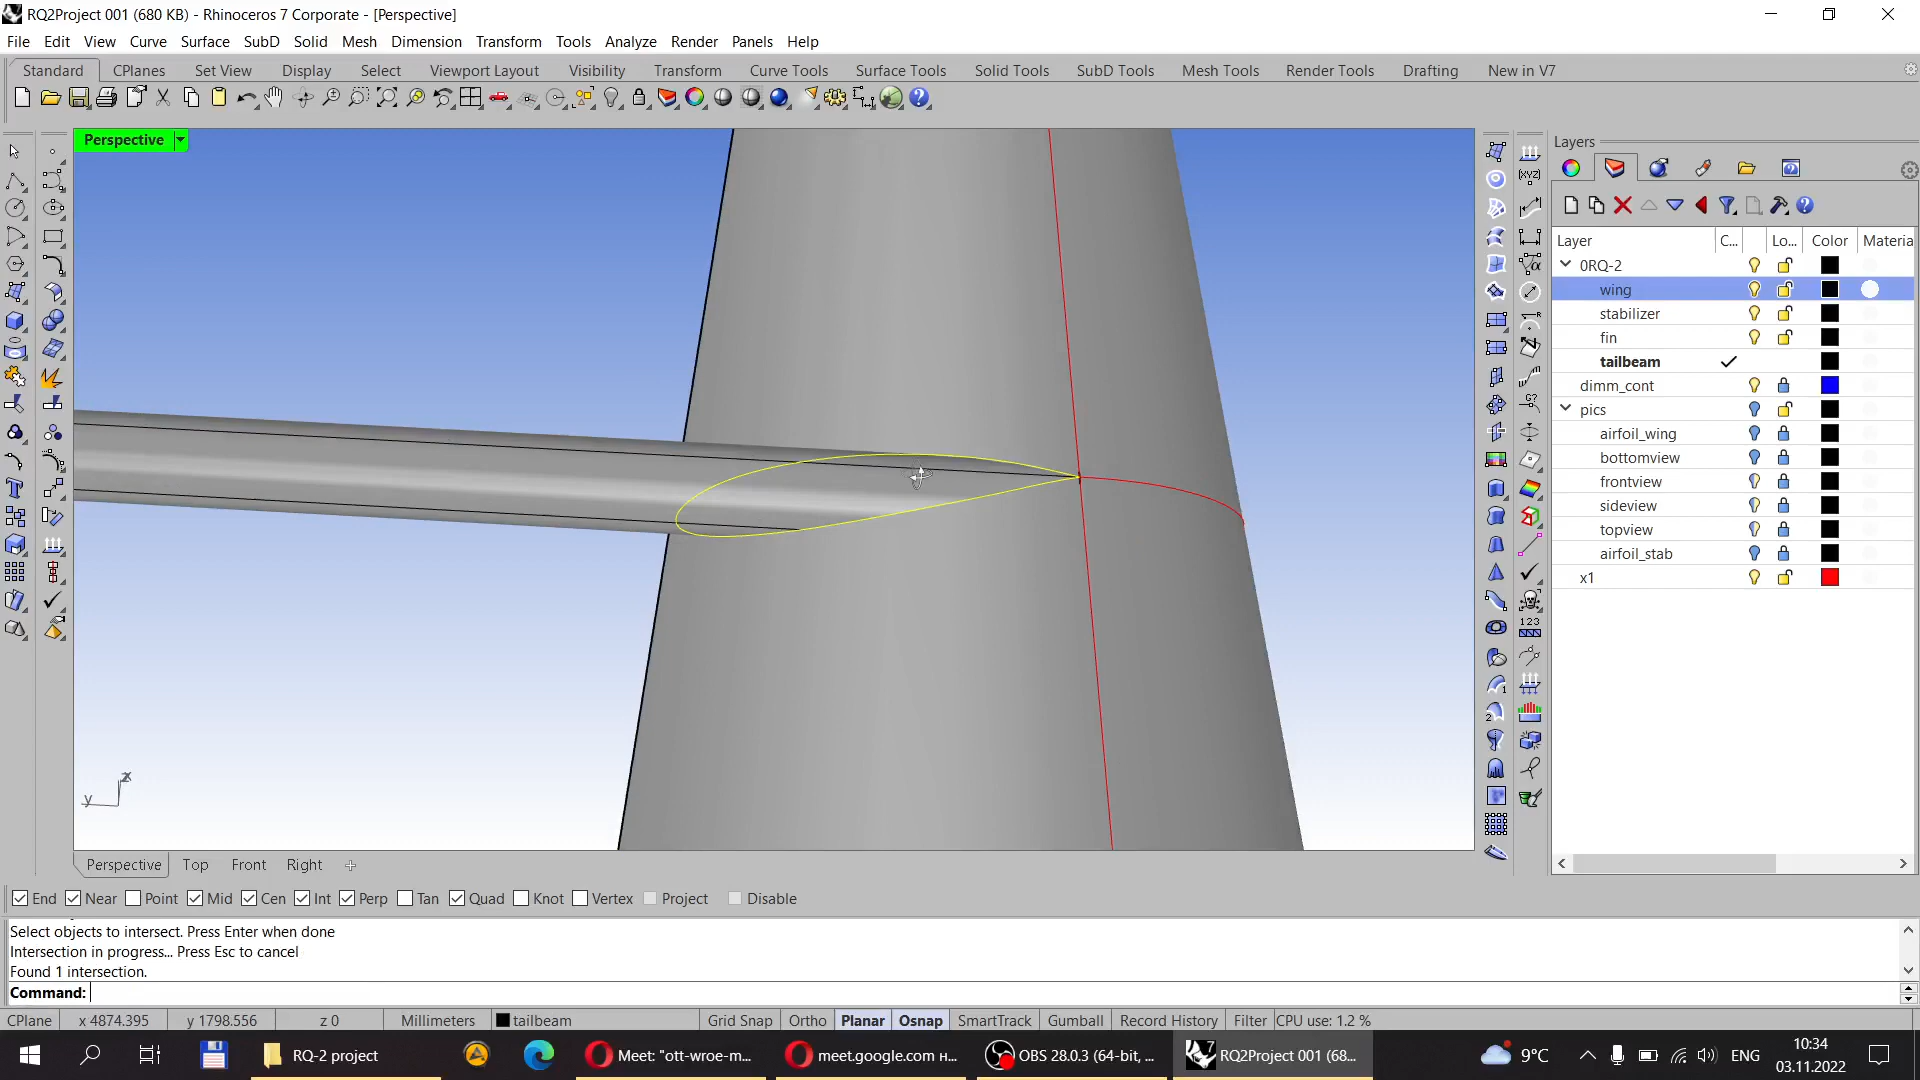 RQ2Project 001 (680 KB) - Rhinoceros 7 Corporate - [Perspective]
File Edit View Curve Surface SubD Solid Mesh Dimension Transform Tools Analyze Render Panels Help
Standard CPlanes Set View Display Select Viewport Layout Visibility Transform Curve Tools Surface Tools Solid Tools SubD Tools Mesh Tools Render Tools Drafting New in V7
Perspective
Layers
Layer C... Lo... Color Materia
0RQ-2
wing
stabilizer
fin
tailbeam
dimm_cont
pics
airfoil_wing
bottomview
frontview
sideview
topview
airfoil_stab
x1
y x
Perspective Top Front Right
End Near Point Mid Cen Int Perp Tan Quad Knot Vertex Project Disable
Select objects to intersect. Press Enter when done
Intersection in progress... Press Esc to cancel
Found 1 intersection.
Command:
CPlane x 4874.395 y 1798.556 z 0 Millimeters tailbeam Grid Snap Ortho Planar Osnap SmartTrack Gumball Record History Filter CPU use: 1.2 %
RQ-2 project Meet: "ott-wroe-m... meet.google.com н... OBS 28.0.3 (64-bit, ... RQ2Project 001 (68... 9°C ENG 10:34
03.11.2022